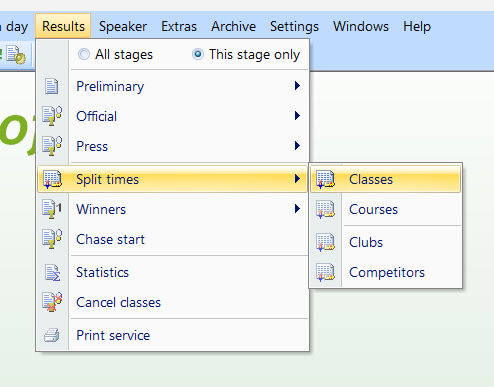 day Results Speaker Extras Archive Settings Windows Help
All stages This stage only
Preliminary
Official
Press
Split times
Winners
Chase start
Statistics
Cancel classes
Print service
Classes
Courses
Clubs
Competitors